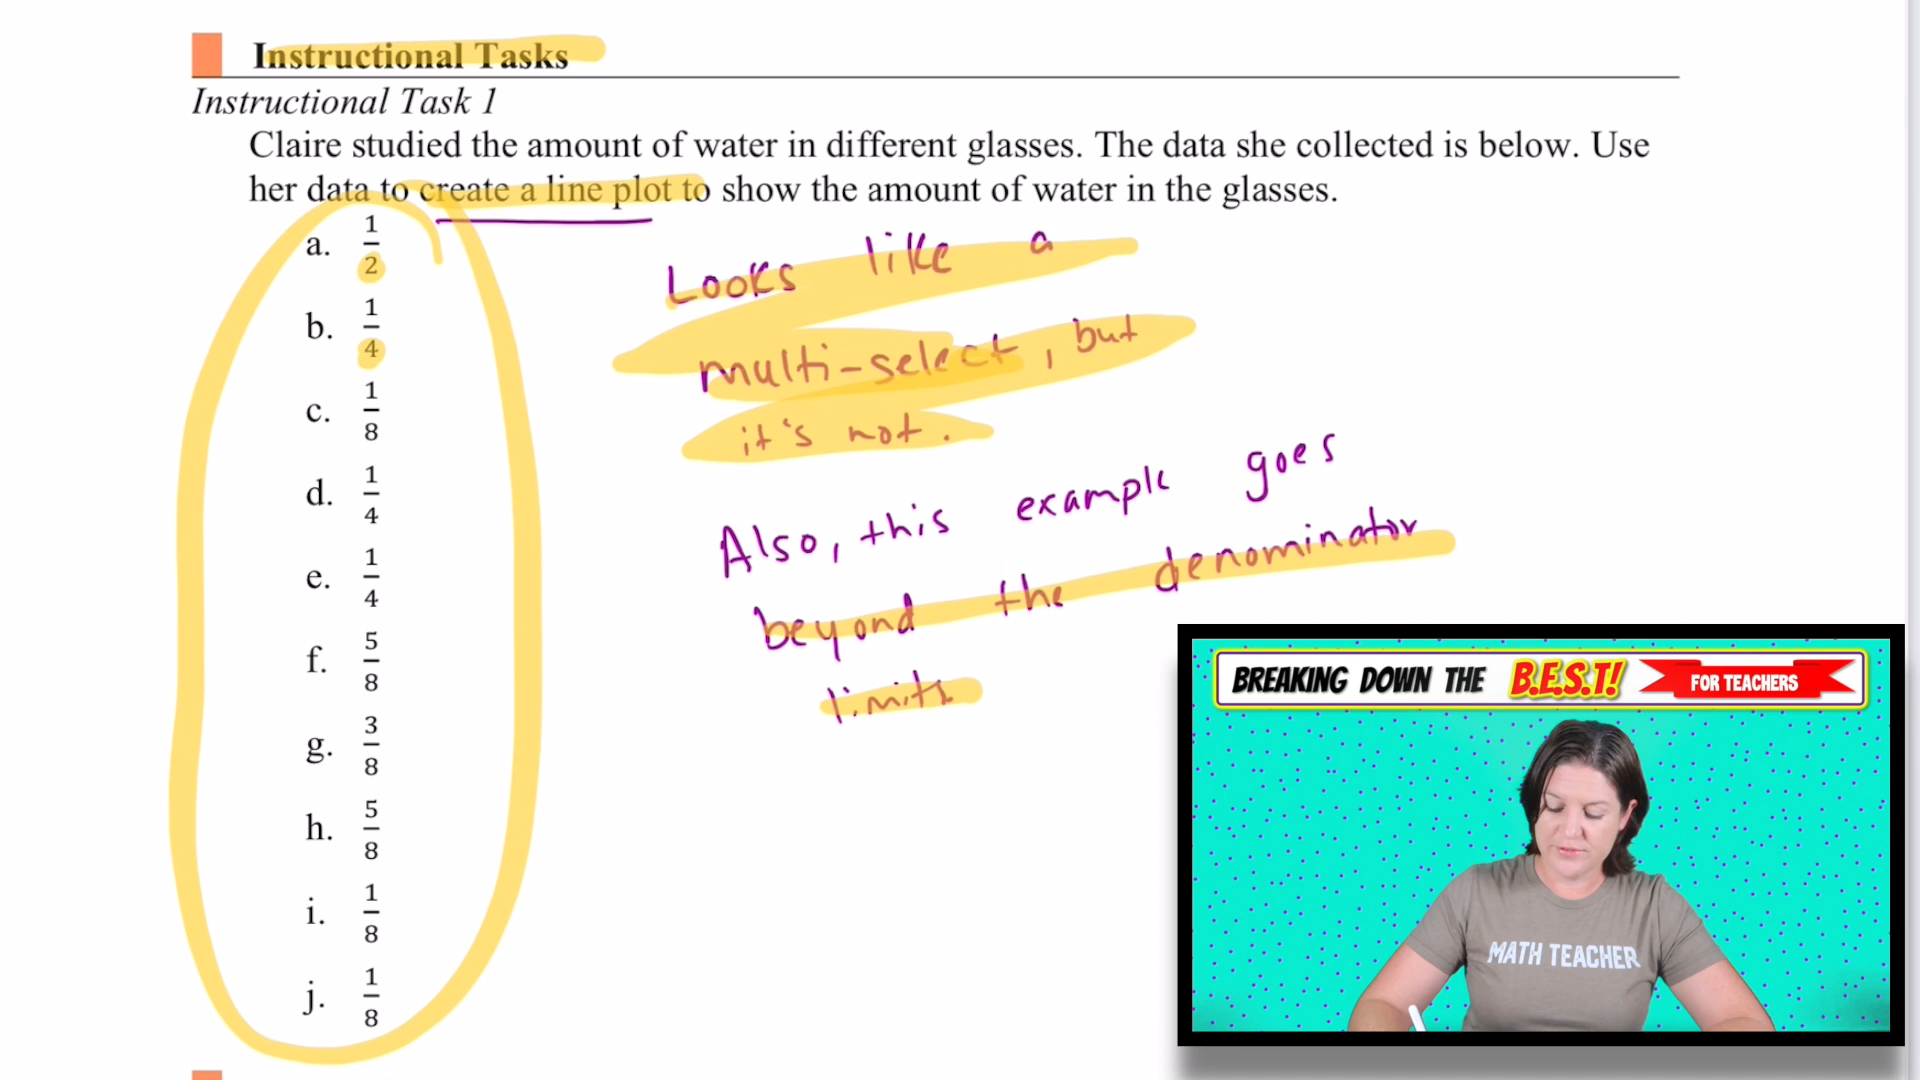 Instructional Tasks
Instructional Task 1
Claire studied the amount of water in different glasses. The data she collected is below. Use
her data to create a line plot to show the amount of water in the glasses.
a. 1/2
b. 1/4
c. 1/8
d. 1/4
e. 1/4
f. 5/8
g. 3/8
h. 5/8
i. 1/8
j. 1/8
Looks like a
multi-select, but
it's not.
Also, this example goes
beyond the denominator
limits.
BREAKING DOWN THE B.E.S.T! FOR TEACHERS
MATH TEACHER